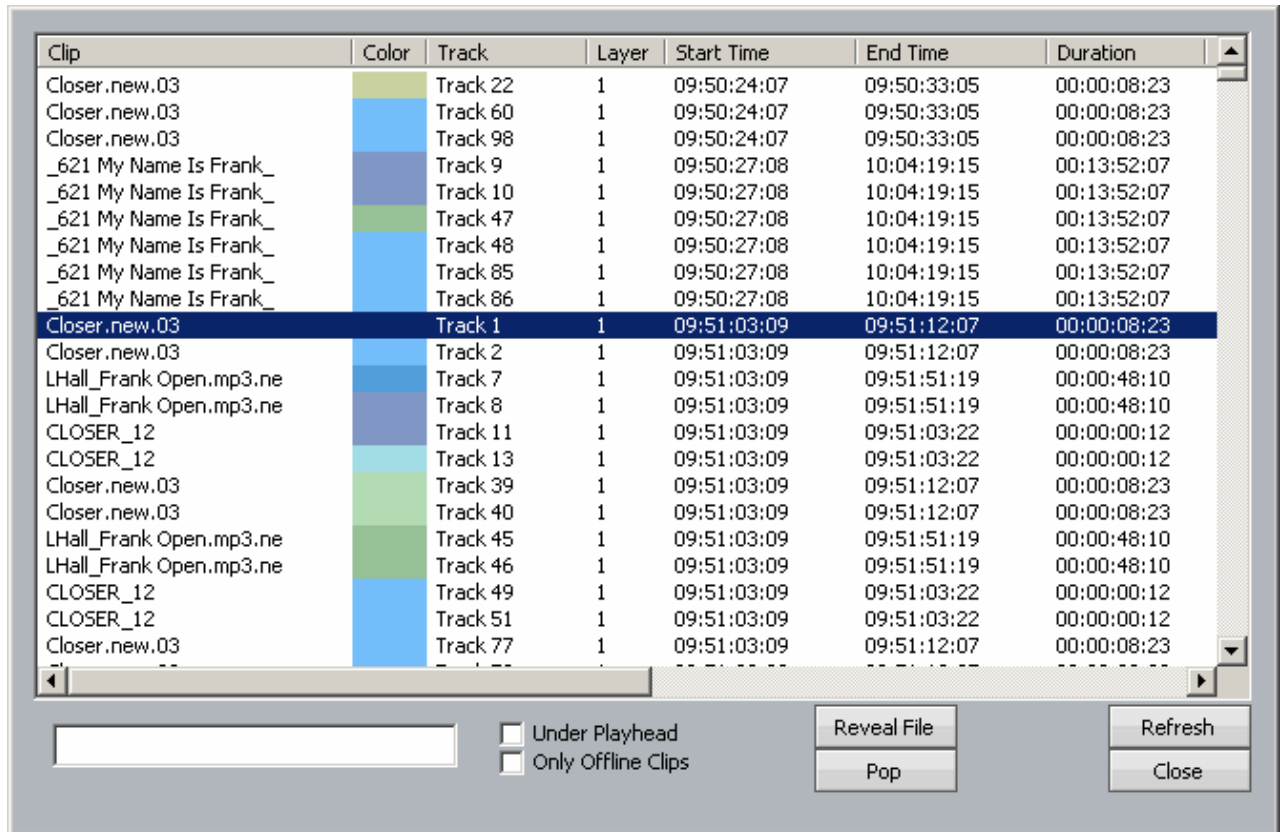 Clip Color Track Layer Start Time End Time Duration
Closer.new.03 Track 22 1 09:50:24:07 09:50:33:05 00:00:08:23
Closer.new.03 Track 60 1 09:50:24:07 09:50:33:05 00:00:08:23
Closer.new.03 Track 98 1 09:50:24:07 09:50:33:05 00:00:08:23
_621 My Name Is Frank_ Track 9 1 09:50:27:08 10:04:19:15 00:13:52:07
_621 My Name Is Frank_ Track 10 1 09:50:27:08 10:04:19:15 00:13:52:07
_621 My Name Is Frank_ Track 47 1 09:50:27:08 10:04:19:15 00:13:52:07
_621 My Name Is Frank_ Track 48 1 09:50:27:08 10:04:19:15 00:13:52:07
_621 My Name Is Frank_ Track 85 1 09:50:27:08 10:04:19:15 00:13:52:07
_621 My Name Is Frank_ Track 86 1 09:50:27:08 10:04:19:15 00:13:52:07
Closer.new.03 Track 1 1 09:51:03:09 09:51:12:07 00:00:08:23
Closer.new.03 Track 2 1 09:51:03:09 09:51:12:07 00:00:08:23
LHall_Frank Open.mp3.ne Track 7 1 09:51:03:09 09:51:51:19 00:00:48:10
LHall_Frank Open.mp3.ne Track 8 1 09:51:03:09 09:51:51:19 00:00:48:10
CLOSER_12 Track 11 1 09:51:03:09 09:51:03:22 00:00:00:12
CLOSER_12 Track 13 1 09:51:03:09 09:51:03:22 00:00:00:12
Closer.new.03 Track 39 1 09:51:03:09 09:51:12:07 00:00:08:23
Closer.new.03 Track 40 1 09:51:03:09 09:51:12:07 00:00:08:23
LHall_Frank Open.mp3.ne Track 45 1 09:51:03:09 09:51:51:19 00:00:48:10
LHall_Frank Open.mp3.ne Track 46 1 09:51:03:09 09:51:51:19 00:00:48:10
CLOSER_12 Track 49 1 09:51:03:09 09:51:03:22 00:00:00:12
CLOSER_12 Track 51 1 09:51:03:09 09:51:03:22 00:00:00:12
Closer.new.03 Track 77 1 09:51:03:09 09:51:12:07 00:00:08:23
Under Playhead
Only Offline Clips
Reveal File
Pop
Refresh
Close